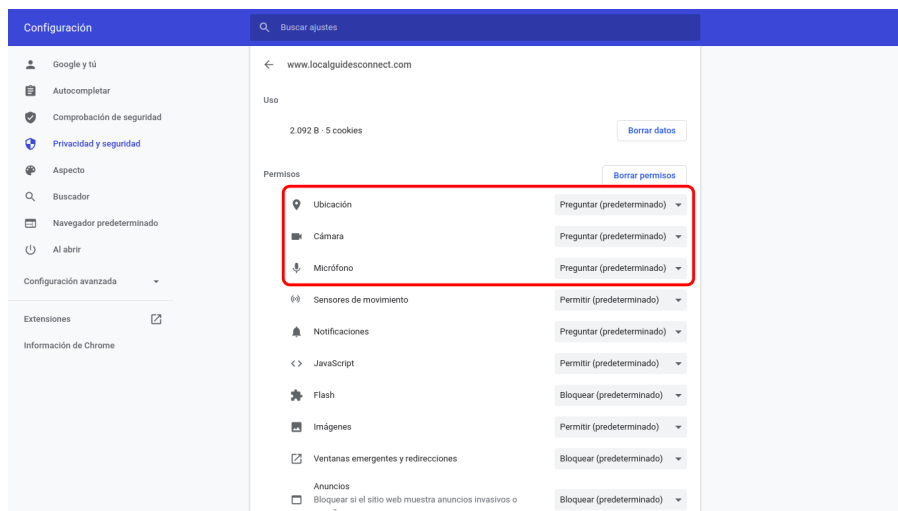 Configuración
Buscar ajustes
Google y tú
Autocompletar
Comprobación de seguridad
Privacidad y seguridad
Aspecto
Buscador
Navegador predeterminado
Al abrir
Configuración avanzada
Extensiones
Información de Chrome
www.localguidesconnect.com
Uso
2.092 B · 5 cookies
Borrar datos
Permisos
Borrar permisos
Ubicación
Preguntar (predeterminado)
Cámara
Preguntar (predeterminado)
Micrófono
Preguntar (predeterminado)
Sensores de movimiento
Permitir (predeterminado)
Notificaciones
Preguntar (predeterminado)
JavaScript
Permitir (predeterminado)
Flash
Bloquear (predeterminado)
Imágenes
Permitir (predeterminado)
Ventanas emergentes y redirecciones
Bloquear (predeterminado)
Anuncios
Bloquear si el sitio web muestra anuncios invasivos o
Bloquear (predeterminado)